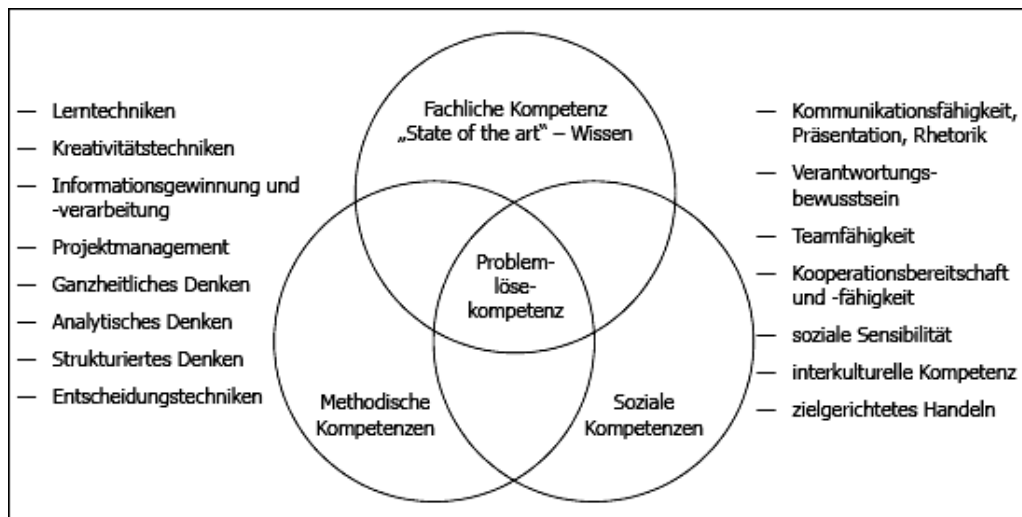 Fachliche Kompetenz
„State of the art“ – Wissen
— Lerntechniken
— Kreativitätstechniken
— Informationsgewinnung und
-verarbeitung
— Projektmanagement
— Ganzheitliches Denken
— Analytisches Denken
— Strukturiertes Denken
— Entscheidungstechniken
Problem-
löse-
kompetenz
Methodische
Kompetenzen
Soziale
Kompetenzen
— Kommunikationsfähigkeit,
Präsentation, Rhetorik
— Verantwortungs-
bewusstsein
— Teamfähigkeit
— Kooperationsbereitschaft
und -fähigkeit
— soziale Sensibilität
— interkulturelle Kompetenz
— zielgerichtetes Handeln